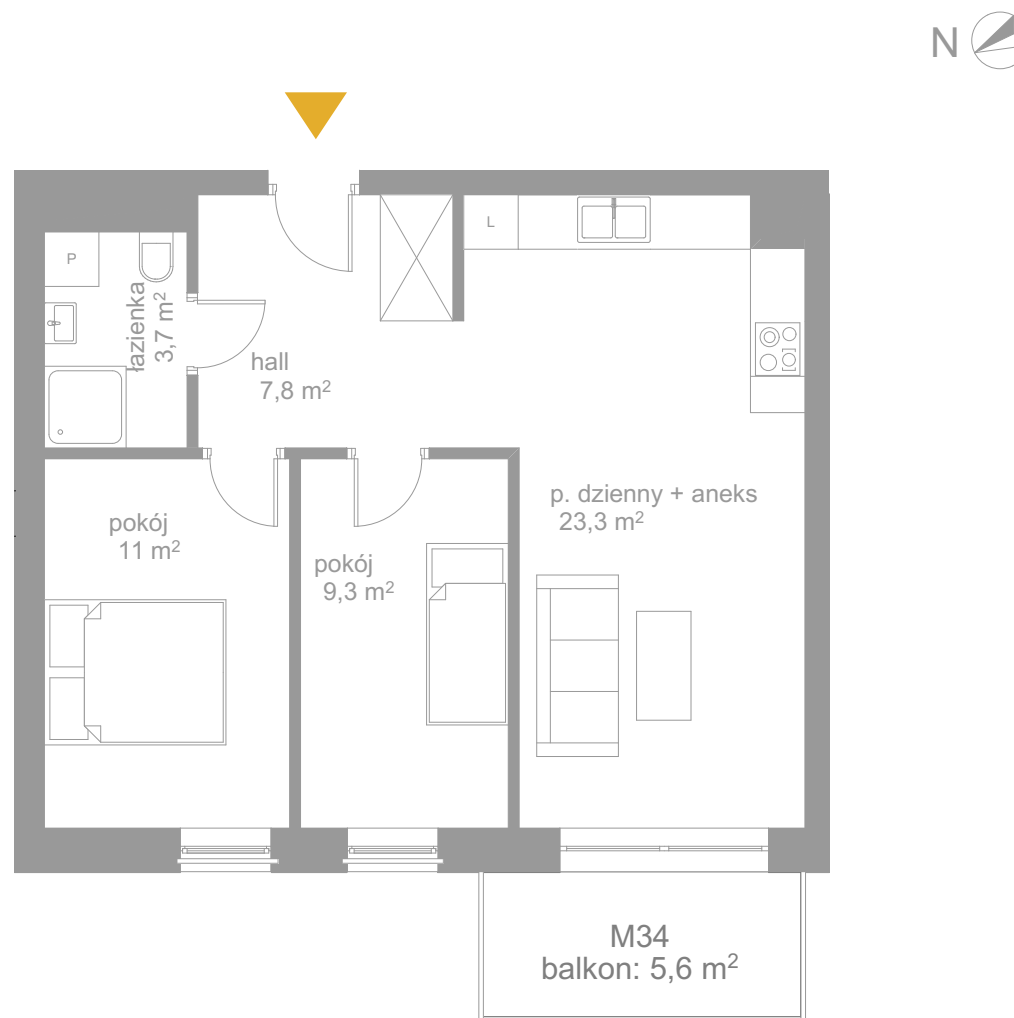 N
L
P
łazienka
3,7 m²
hall
7,8 m²
p. dzienny + aneks
23,3 m²
pokój
11 m²
pokój
9,3 m²
M34
balkon: 5,6 m²